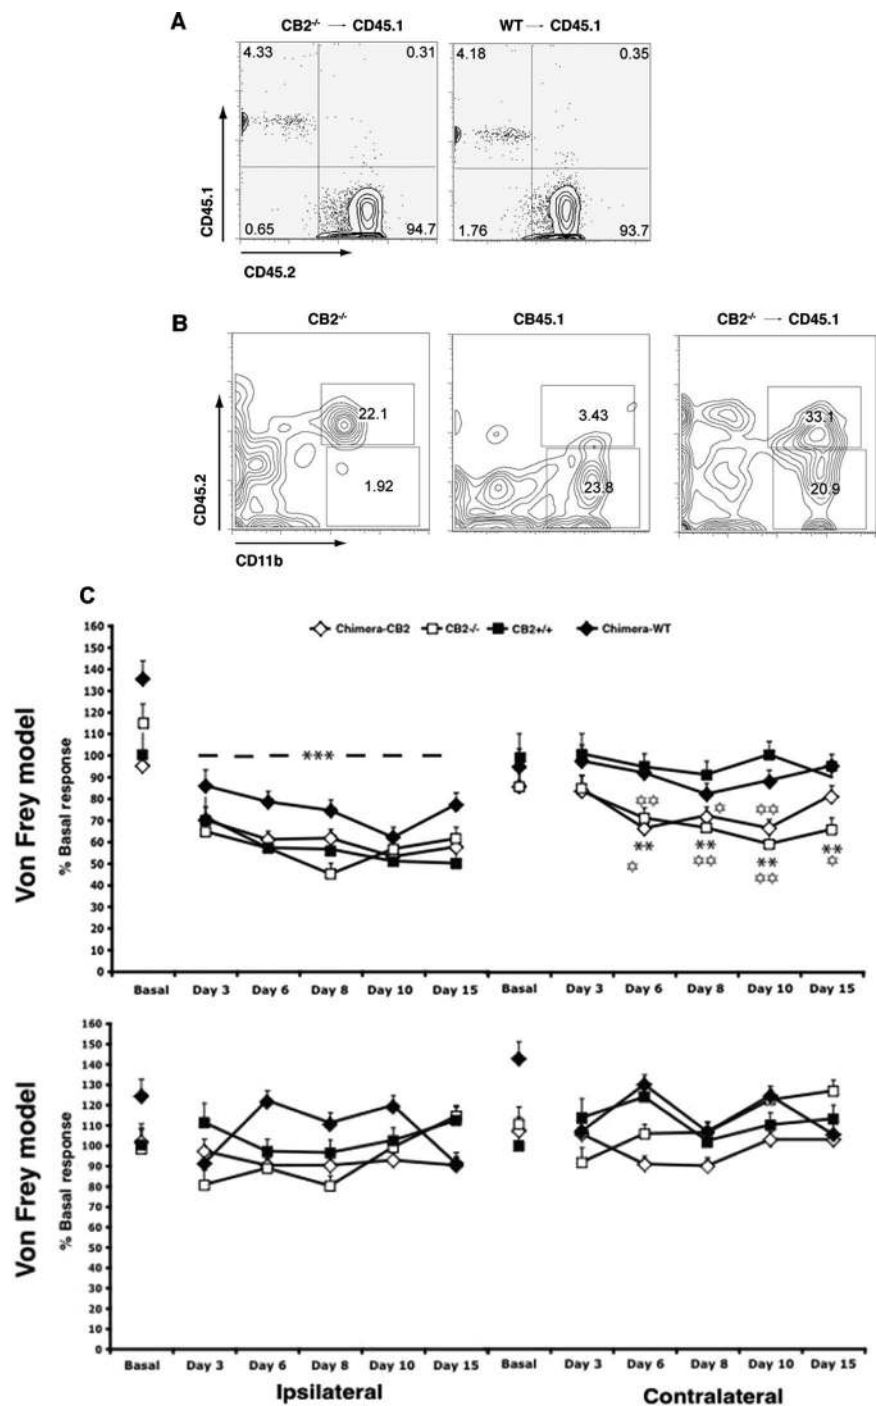 A
CB2-/- → CD45.1
WT → CD45.1
4.33
0.31
4.18
0.35
CD45.1
0.65
94.7
1.76
93.7
CD45.2
B
CB2-/-
CB45.1
CB2-/- → CD45.1
22.1
3.43
33.1
1.92
23.8
20.9
CD45.2
CD11b
C
Chimera-CB2 CB2-/- CB2+/+ Chimera-WT
Von Frey model
% Basal response
160
150
140
130
120
110
100
90
80
70
60
50
40
30
20
10
0
***
** ** ** **
Basal Day 3 Day 6 Day 8 Day 10 Day 15 Basal Day 3 Day 6 Day 8 Day 10 Day 15
Von Frey model
% Basal response
160
150
140
130
120
110
100
90
80
70
60
50
40
30
20
10
0
Basal Day 3 Day 6 Day 8 Day 10 Day 15 Basal Day 3 Day 6 Day 8 Day 10 Day 15
Ipsilateral Contralateral